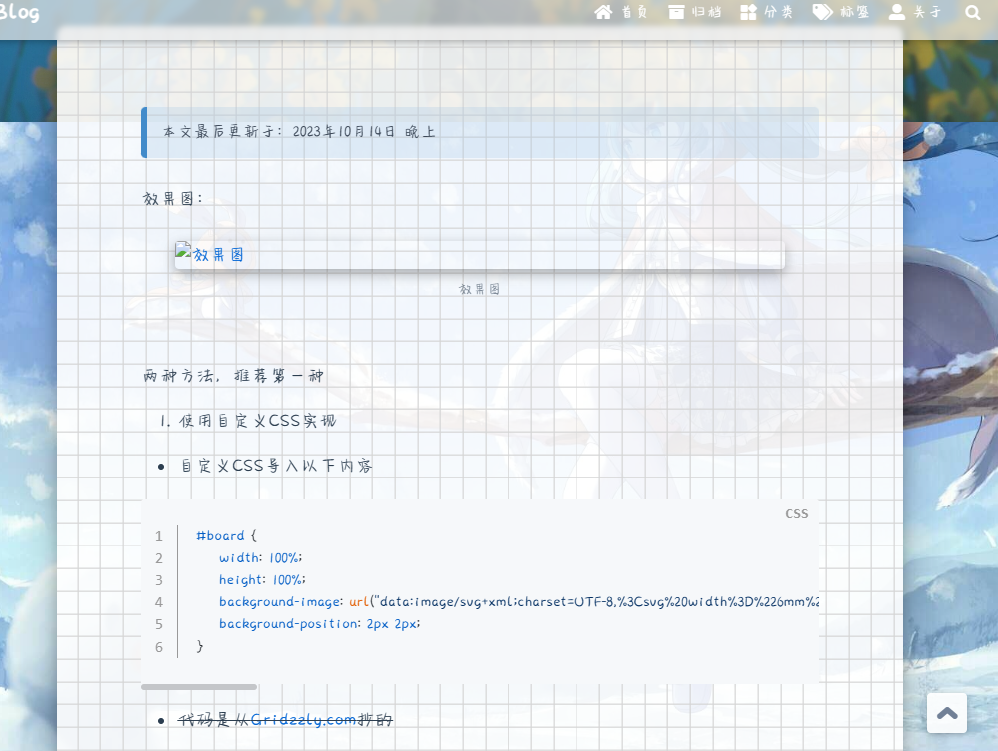 Blog
首页 归档 分类 标签 关于
本文最后更新于：2023年10月14日 晚上
效果图：
效果图
效果图
两种方法，推荐第一种
1. 使用自定义CSS实现
• 自定义CSS导入以下内容
CSS
1 #board {
2 width: 100%;
3 height: 100%;
4 background-image: url("data:image/svg+xml;charset=UTF-8,%3Csvg%20width%3D%226mm%2
5 background-position: 2px 2px;
6 }
• 代码是从Gridzzly.com抄的